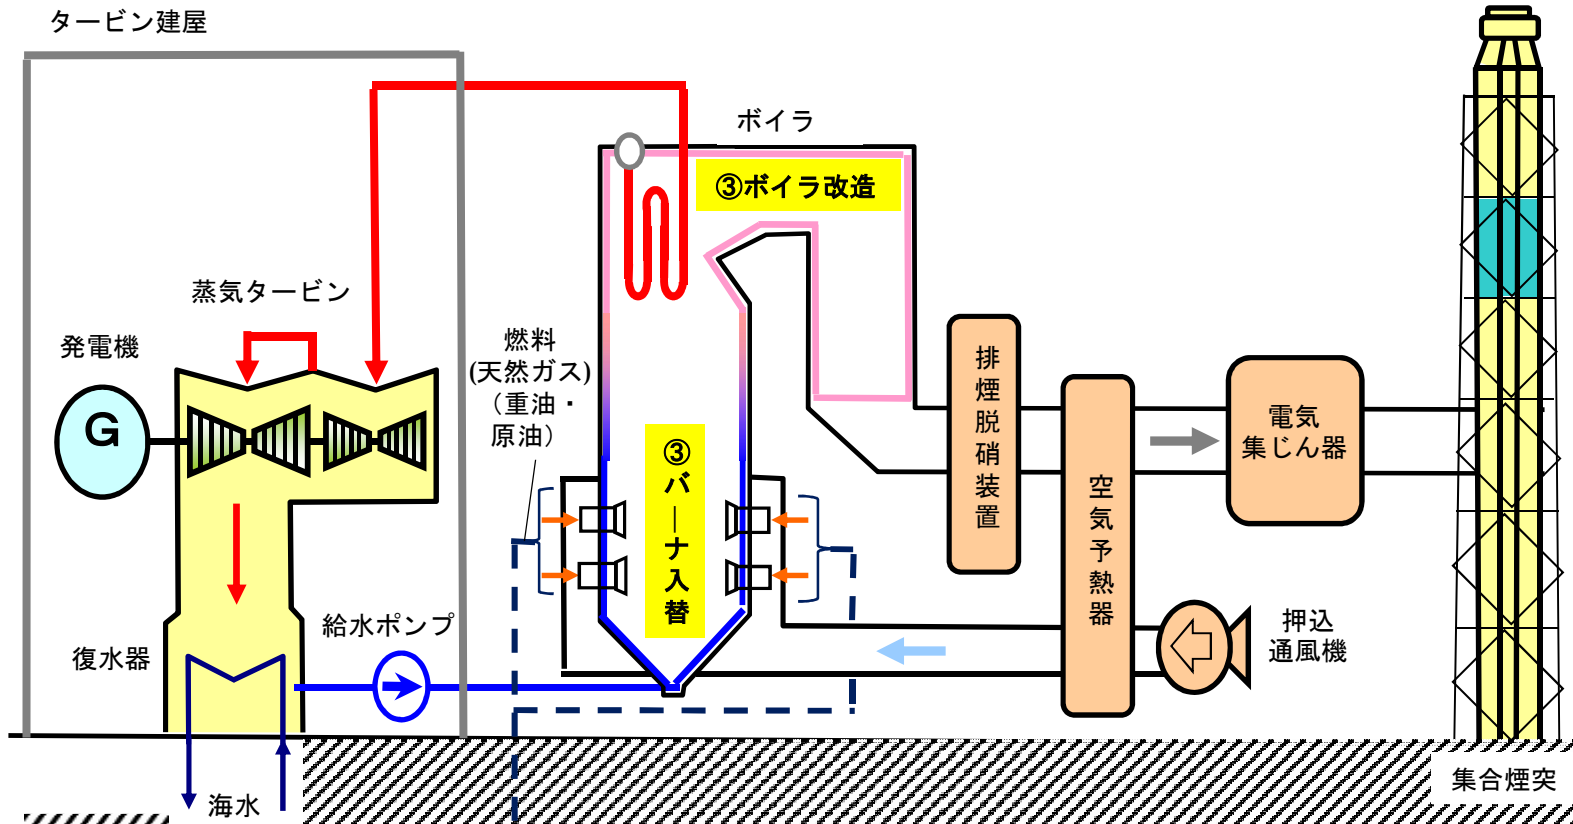 タービン建屋
ボイラ
③ボイラ改造
蒸気タービン
発電機
G
燃料
(天然ガス)
（重油・
原油）
③バーナ入替
排煙脱硝装置
空気予熱器
電気
集じん器
押込
通風機
給水ポンプ
復水器
海水
集合煙突